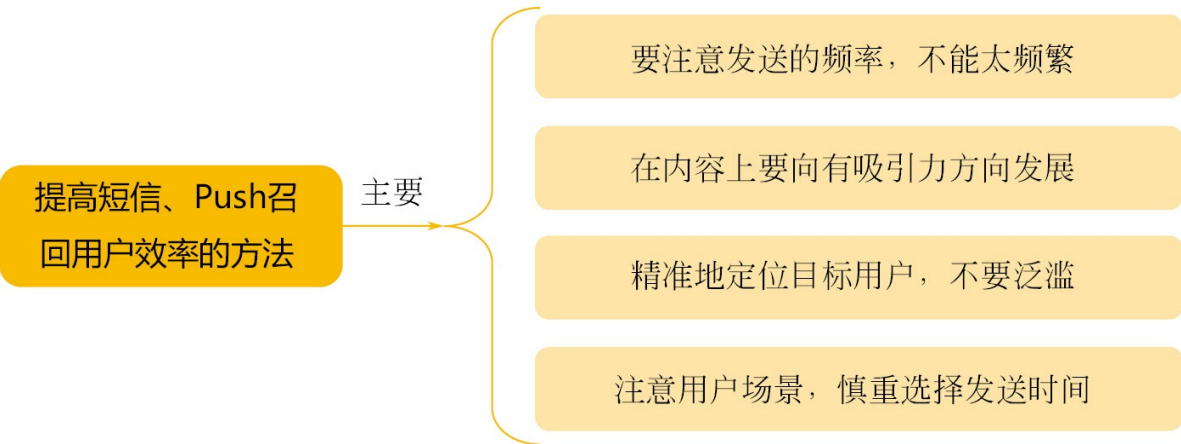 提高短信、Push召
回用户效率的方法
主要
要注意发送的频率，不能太频繁
在内容上要向有吸引力方向发展
精准地定位目标用户，不要泛滥
注意用户场景，慎重选择发送时间